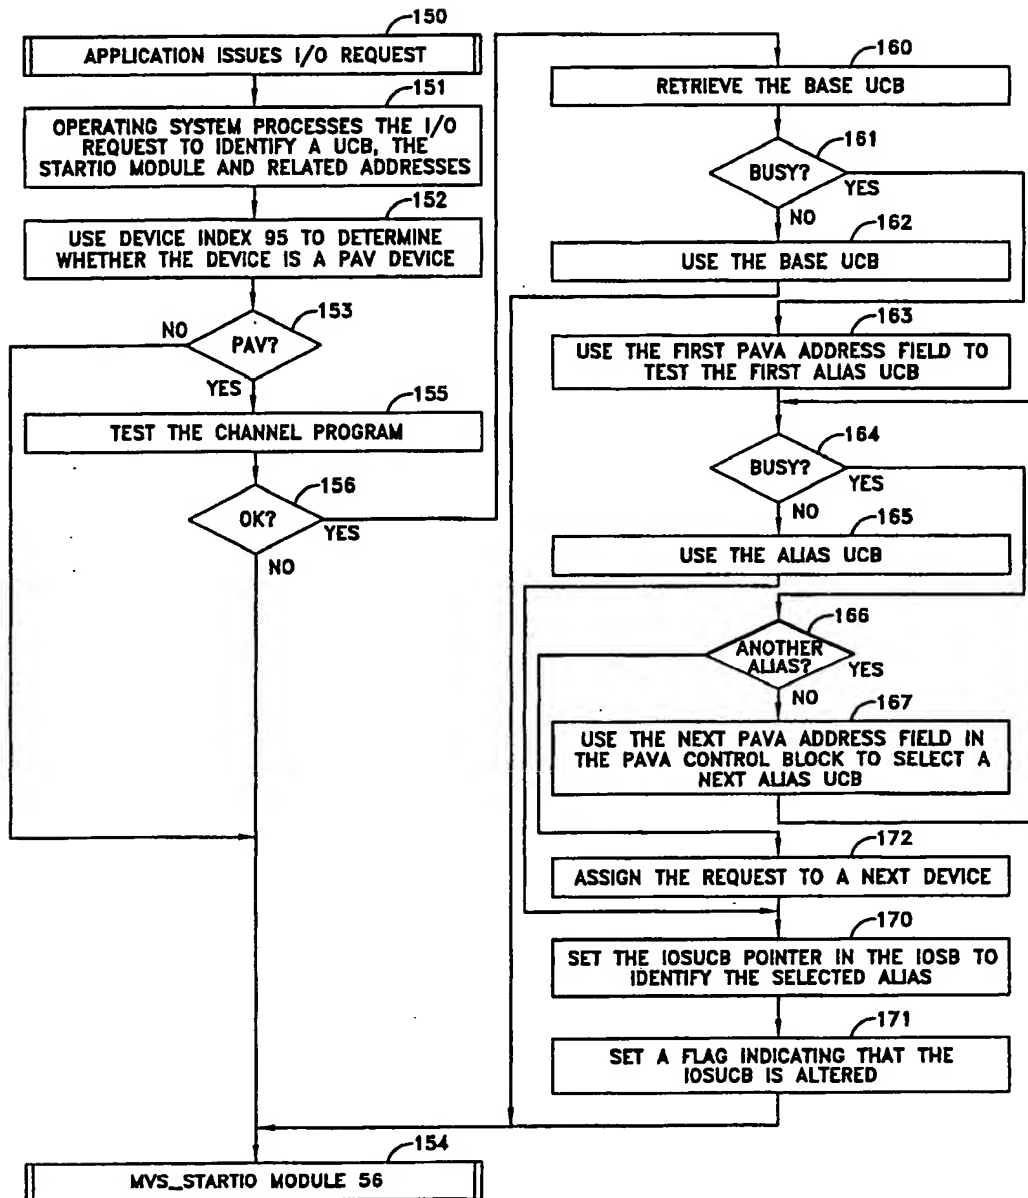 150
APPLICATION ISSUES I/O REQUEST
151
OPERATING SYSTEM PROCESSES THE I/O
REQUEST TO IDENTIFY A UCB, THE
STARTIO MODULE AND RELATED ADDRESSES
152
USE DEVICE INDEX 95 TO DETERMINE
WHETHER THE DEVICE IS A PAV DEVICE
153
NO
PAV?
YES
155
TEST THE CHANNEL PROGRAM
156
OK?
YES
NO
160
RETRIEVE THE BASE UCB
161
BUSY?
YES
NO
162
USE THE BASE UCB
163
USE THE FIRST PAVA ADDRESS FIELD TO
TEST THE FIRST ALIAS UCB
164
BUSY?
YES
NO
165
USE THE ALIAS UCB
166
ANOTHER
ALIAS?
YES
NO
167
USE THE NEXT PAVA ADDRESS FIELD IN
THE PAVA CONTROL BLOCK TO SELECT A
NEXT ALIAS UCB
172
ASSIGN THE REQUEST TO A NEXT DEVICE
170
SET THE IOSUCB POINTER IN THE IOSB TO
IDENTIFY THE SELECTED ALIAS
171
SET A FLAG INDICATING THAT THE
IOSUCB IS ALTERED
154
MVS_STARTIO MODULE 56